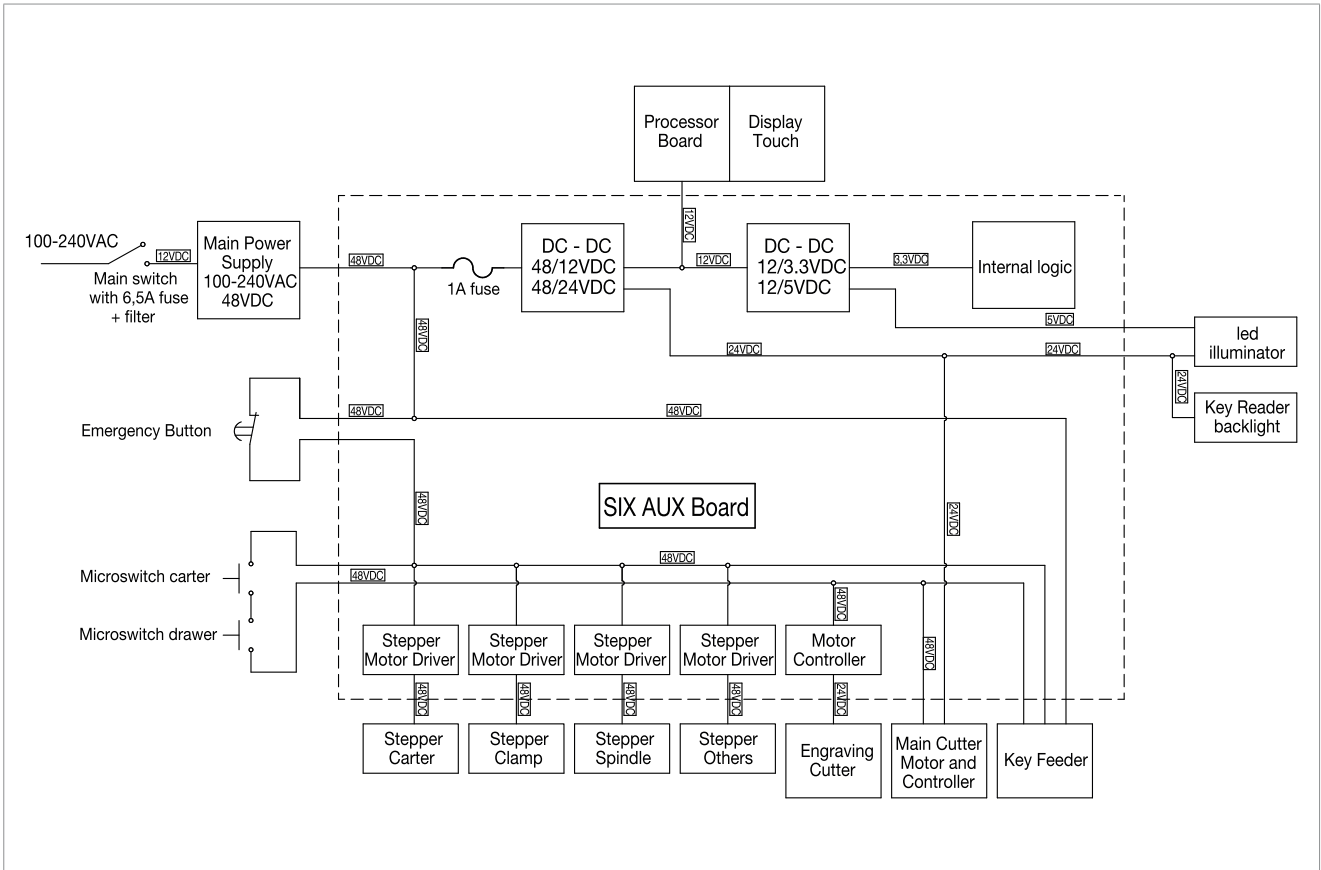 Processor
Board
Display
Touch
12VDC
100-240VAC
12VDC
Main switch
with 6,5A fuse
+ filter
Main Power
Supply
100-240VAC
48VDC
48VDC
1A fuse
DC - DC
48/12VDC
48/24VDC
12VDC
DC - DC
12/3.3VDC
12/5VDC
3.3VDC
Internal logic
5VDC
led
illuminator
48VDC
24VDC
24VDC
24VDC
Key Reader
backlight
48VDC
48VDC
Emergency Button
48VDC
SIX AUX Board
24VDC
48VDC
48VDC
Microswitch carter
Microswitch drawer
48VDC
48VDC
Stepper
Motor Driver
Stepper
Motor Driver
Stepper
Motor Driver
Stepper
Motor Driver
Motor
Controller
48VDC
48VDC
48VDC
48VDC
24VDC
Stepper
Carter
Stepper
Clamp
Stepper
Spindle
Stepper
Others
Engraving
Cutter
Main Cutter
Motor and
Controller
Key Feeder